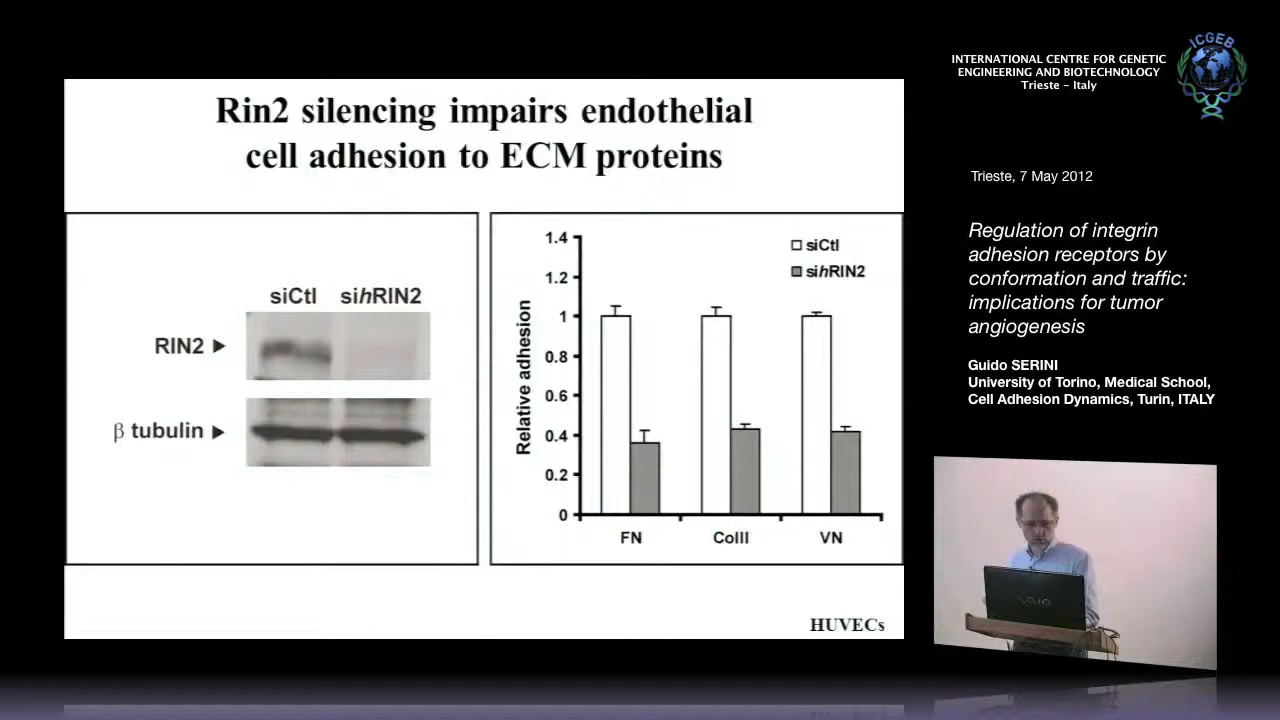 Rin2 silencing impairs endothelial
cell adhesion to ECM proteins
siCtl sihRIN2
RIN2
β tubulin
Relative adhesion
1.4
1.2
1
0.8
0.6
0.4
0.2
0
siCtl
sihRIN2
FN
ColII
VN
HUVECs
INTERNATIONAL CENTRE FOR GENETIC
ENGINEERING AND BIOTECHNOLOGY
Trieste - Italy
ICGEB
Trieste, 7 May 2012
Regulation of integrin
adhesion receptors by
conformation and traffic:
implications for tumor
angiogenesis
Guido SERINI
University of Torino, Medical School,
Cell Adhesion Dynamics, Turin, ITALY
VAIO